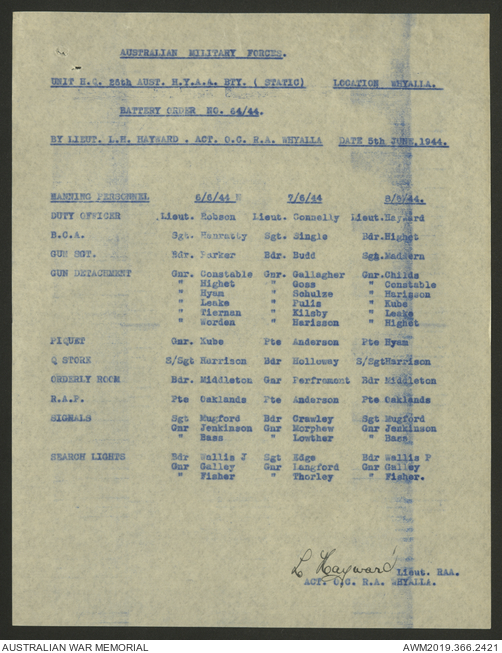 AUSTRALIAN MILITARY FORCES.
UNIT H.Q. 26th AUST. H.Y.A.A. BTY. ( STATIC) LOCATION WHYALLA.
BATTERY ORDER NO. 64/44.
BY LIEUT. L.H. HAYWARD . ACT. O.C. R.A. WHYALLA DATE 5th JUNE,1944.
MANNING PERSONNEL 6/6/44 7/6/44 8/6/44.
DUTY OFFICER Lieut. Robson Lieut. Connelly Lieut. Hayward
B.C.A. Sgt. Hanratty Sgt. Single Bdr. Highet
GUN SGT. Bdr. Parker Bdr. Budd Sgt. Madsern
GUN DETACHMENT Gnr. Constable Gnr. Gallagher Gnr. Childs
" Highet " Goss " Constable
" Hyam " Schulze " Harisson
" Leake " Pulis " Kube
" Tiernan " Kilsby " Leake
" Worden " Harisson " Highet
PIQUET Gnr. Kube Pte Anderson Pte Hyam
Q STORE S/Sgt Harrison Bdr Holloway S/Sgt Harrison
ORDERLY ROOM Bdr. Middleton Gnr Perframent Bdr Middleton
R.A.P. Pte Oaklands Pte Anderson Pte Oaklands
SIGNALS Sgt Mugford Bdr Crawley Sgt Mugford
Gnr Jenkinson Gnr Morphew Gnr Jenkinson
" Bass " Lowther " Bass
SEARCH LIGHTS Bdr Wallis J Sgt Edge Bdr Wallis P
Gnr Galley Gnr Langford Gnr Galley
" Fisher " Thorley " Fisher.
L Hayward Lieut. RAA.
ACT. O.C. R.A. WHYALLA.
AUSTRALIAN WAR MEMORIAL AWM2019.366.2421